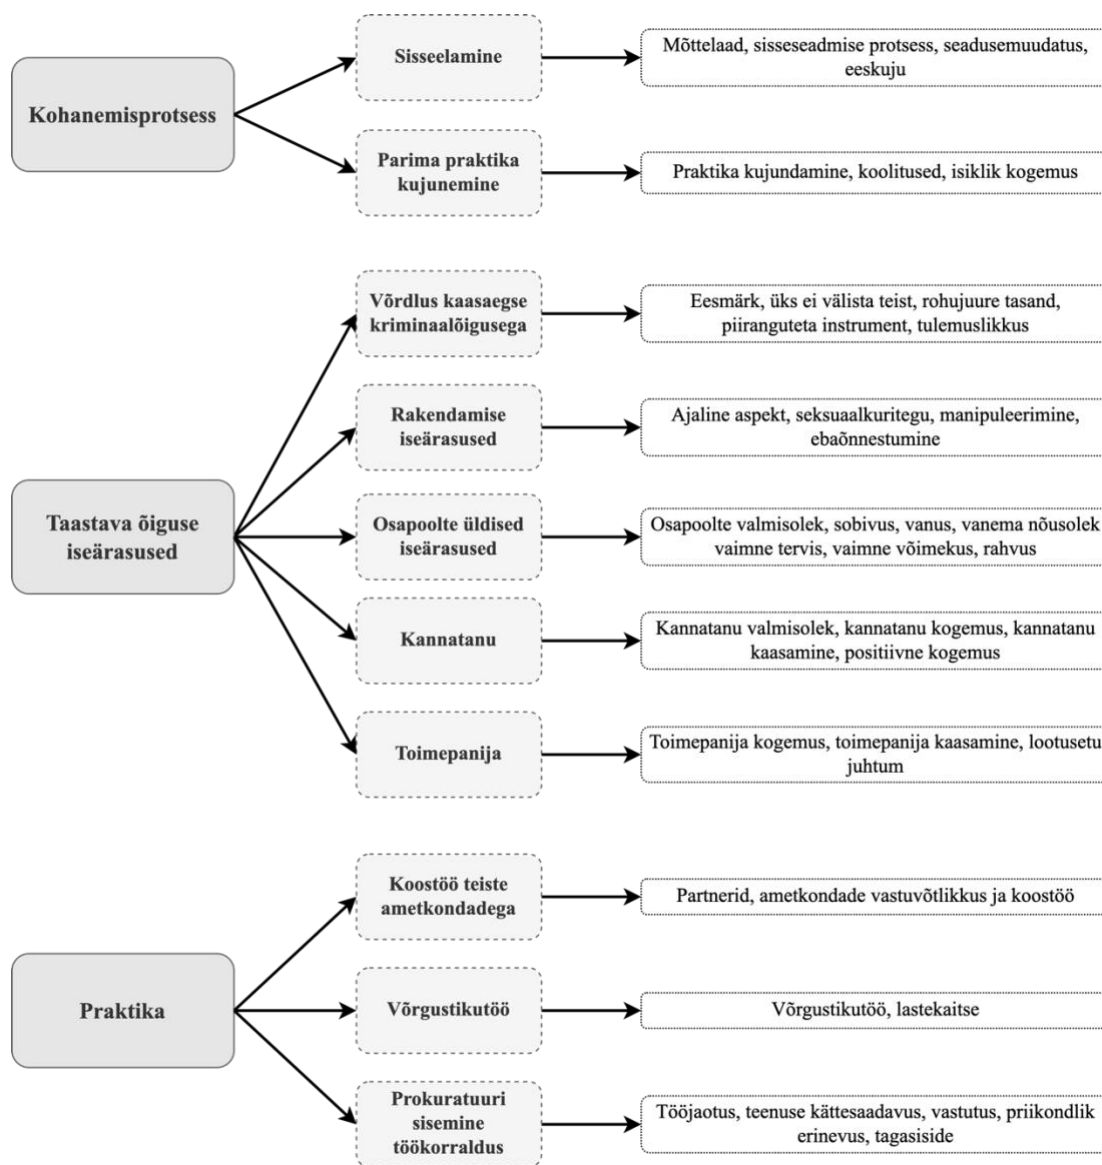 Kohanemisprotsess
Sisseelamine
Mõttelaad, sisseseadmise protsess, seadusemuudatus,
eeskuju
Parima praktika
kujunemine
Praktika kujundamine, koolitused, isiklik kogemus
Taastava õiguse
iseärasused
Võrdlus kaasaegse
kriminaalõigusega
Eesmärk, üks ei välista teist, rohujuure tasand,
piiranguteta instrument, tulemuslikkus
Rakendamise
iseärasused
Ajaline aspekt, seksuaalkuritegu, manipuleerimine,
ebaõnnestumine
Osapoolte üldised
iseärasused
Osapoolte valmisolek, sobivus, vanus, vanema nõusolek
vaimne tervis, vaimne võimekus, rahvus
Kannatanu
Kannatanu valmisolek, kannatanu kogemus, kannatanu
kaasamine, positiivne kogemus
Toimepanija
Toimepanija kogemus, toimepanija kaasamine, lootusetu
juhtum
Praktika
Koostöö teiste
ametkondadega
Partnerid, ametkondade vastuvõtlikkus ja koostöö
Võrgustikutöö
Võrgustikutöö, lastekaitse
Prokuratuuri
sisemine
töökorraldus
Tööjaotus, teenuse kättesaadavus, vastutus, priikondlik
erinevus, tagasiside